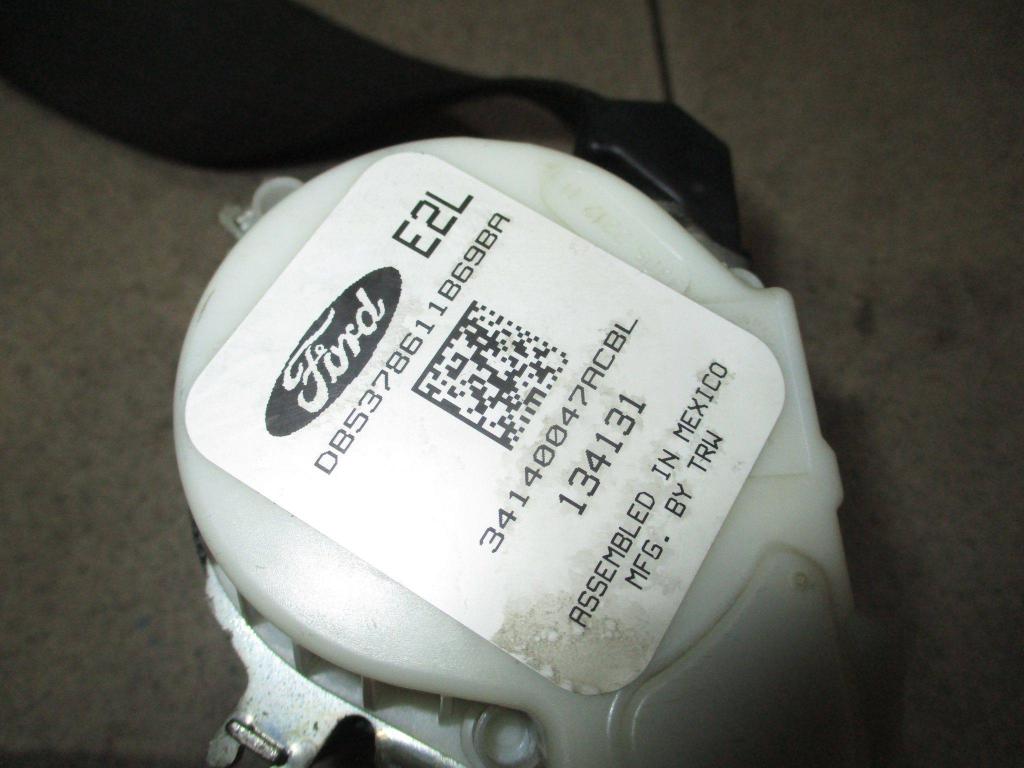 E2L
Ford
DB5378611B69BA
34140047ACBL
134131
ASSEMBLED IN MEXICO
MFG. BY TRW